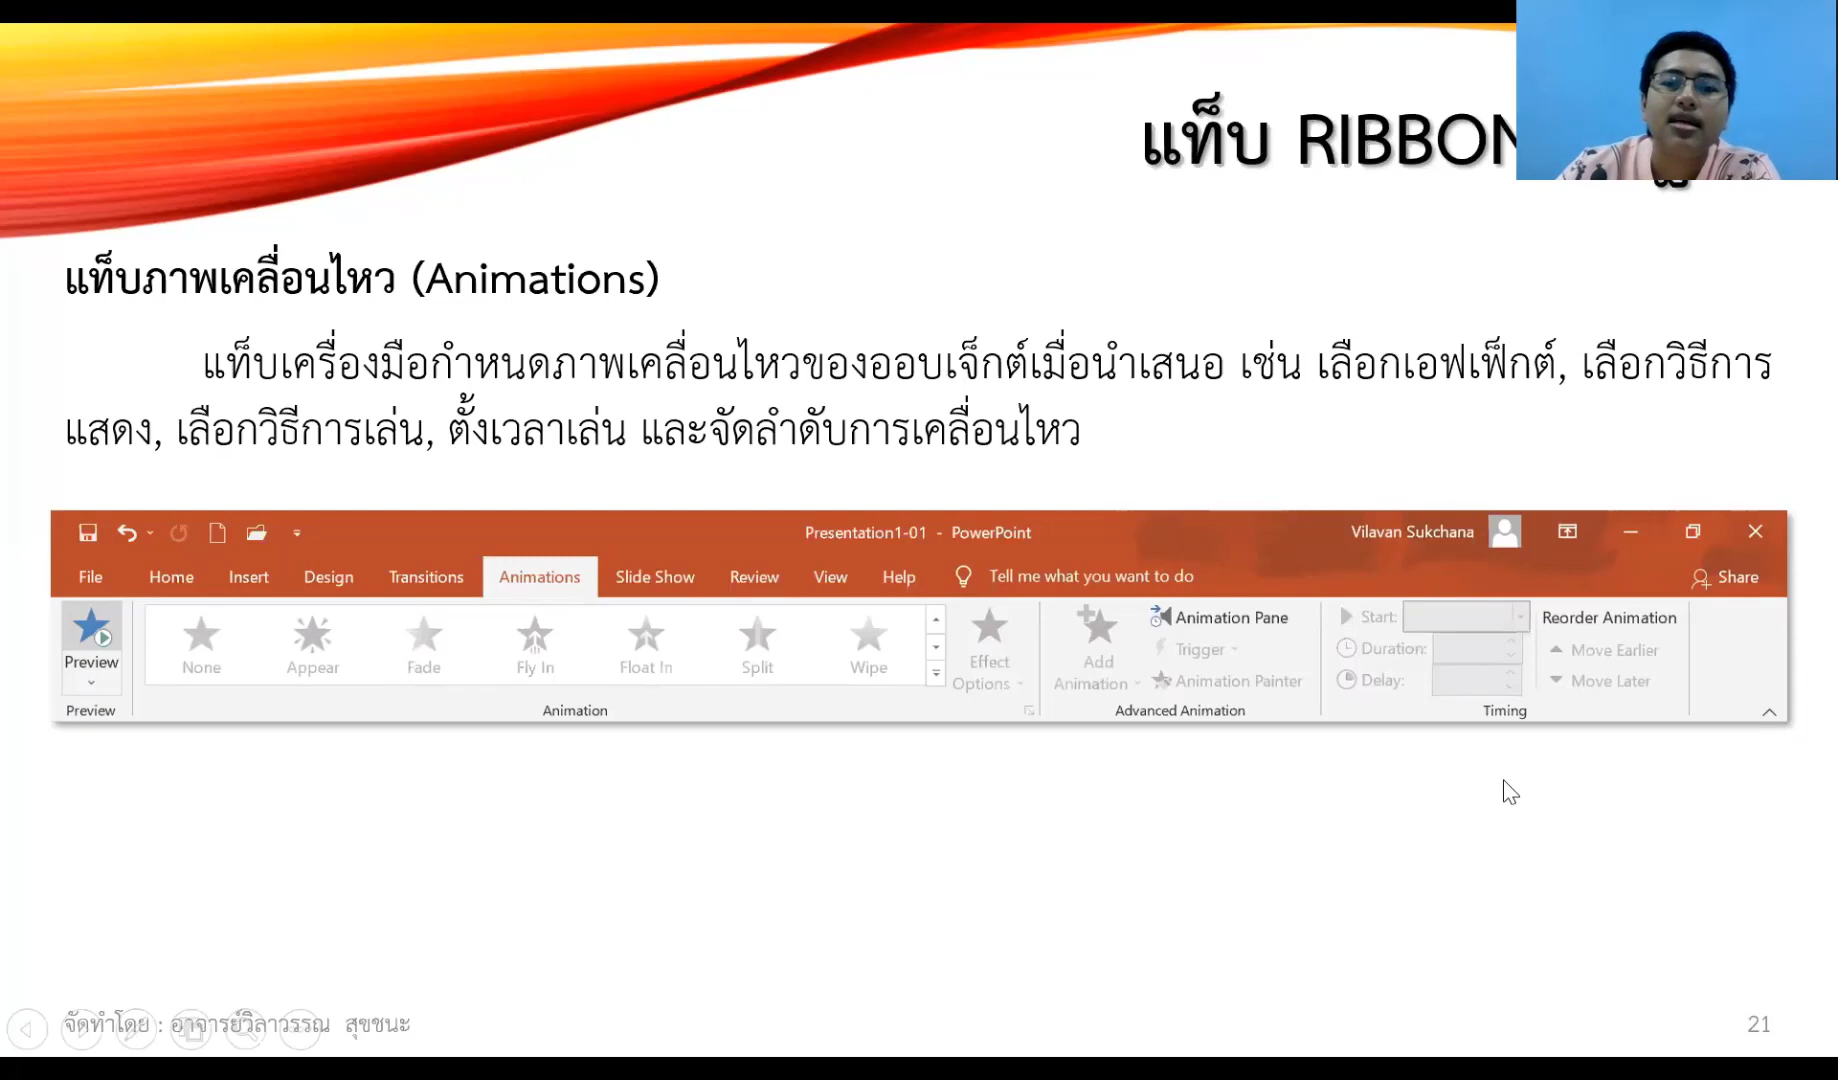 แท็บ RIBBON
แท็บภาพเคลื่อนไหว (Animations)
แท็บเครื่องมือกำหนดภาพเคลื่อนไหวของออบเจ็กต์เมื่อนำเสนอ เช่น เลือกเอฟเฟ็กต์, เลือกวิธีการ
แสดง, เลือกวิธีการเล่น, ตั้งเวลาเล่น และจัดลำดับการเคลื่อนไหว
Presentation1-01 - PowerPoint
Vilavan Sukchana
File Home Insert Design Transitions Animations Slide Show Review View Help Tell me what you want to do Share
Preview
None Appear Fade Fly In Float In Split Wipe
Effect
Options
Add
Animation
Animation Pane
Trigger
Animation Painter
Start:
Duration:
Delay:
Reorder Animation
Move Earlier
Move Later
Preview Animation Advanced Animation Timing
จัดทำโดย : อาจารย์วิลาวรรณ สุขชนะ
21